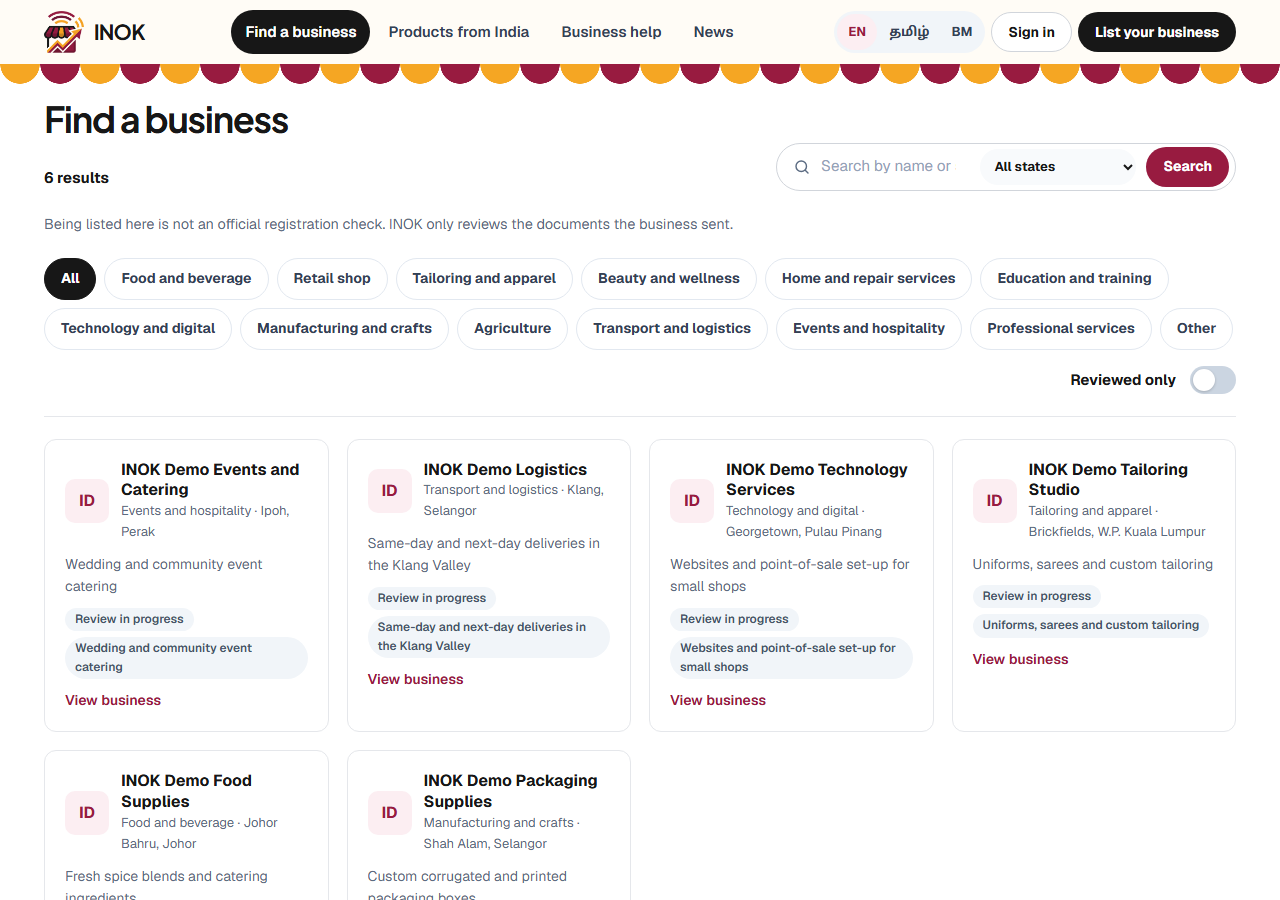 INOK
Find a business
Products from India
Business help
News
EN
தமிழ்
BM
Sign in
List your business
Find a business
6 results
Search by name or
All states
Search
Being listed here is not an official registration check. INOK only reviews the documents the business sent.
All
Food and beverage
Retail shop
Tailoring and apparel
Beauty and wellness
Home and repair services
Education and training
Technology and digital
Manufacturing and crafts
Agriculture
Transport and logistics
Events and hospitality
Professional services
Other
Reviewed only
ID
INOK Demo Events and
Catering
Events and hospitality · Ipoh,
Perak
Wedding and community event
catering
Review in progress
Wedding and community event
catering
View business
ID
INOK Demo Logistics
Transport and logistics · Klang,
Selangor
Same-day and next-day deliveries in
the Klang Valley
Review in progress
Same-day and next-day deliveries in
the Klang Valley
View business
ID
INOK Demo Technology
Services
Technology and digital ·
Georgetown, Pulau Pinang
Websites and point-of-sale set-up for
small shops
Review in progress
Websites and point-of-sale set-up for
small shops
View business
ID
INOK Demo Tailoring
Studio
Tailoring and apparel ·
Brickfields, W.P. Kuala Lumpur
Uniforms, sarees and custom tailoring
Review in progress
Uniforms, sarees and custom tailoring
View business
ID
INOK Demo Food
Supplies
Food and beverage · Johor
Bahru, Johor
Fresh spice blends and catering
ingredients
ID
INOK Demo Packaging
Supplies
Manufacturing and crafts ·
Shah Alam, Selangor
Custom corrugated and printed
packaging boxes